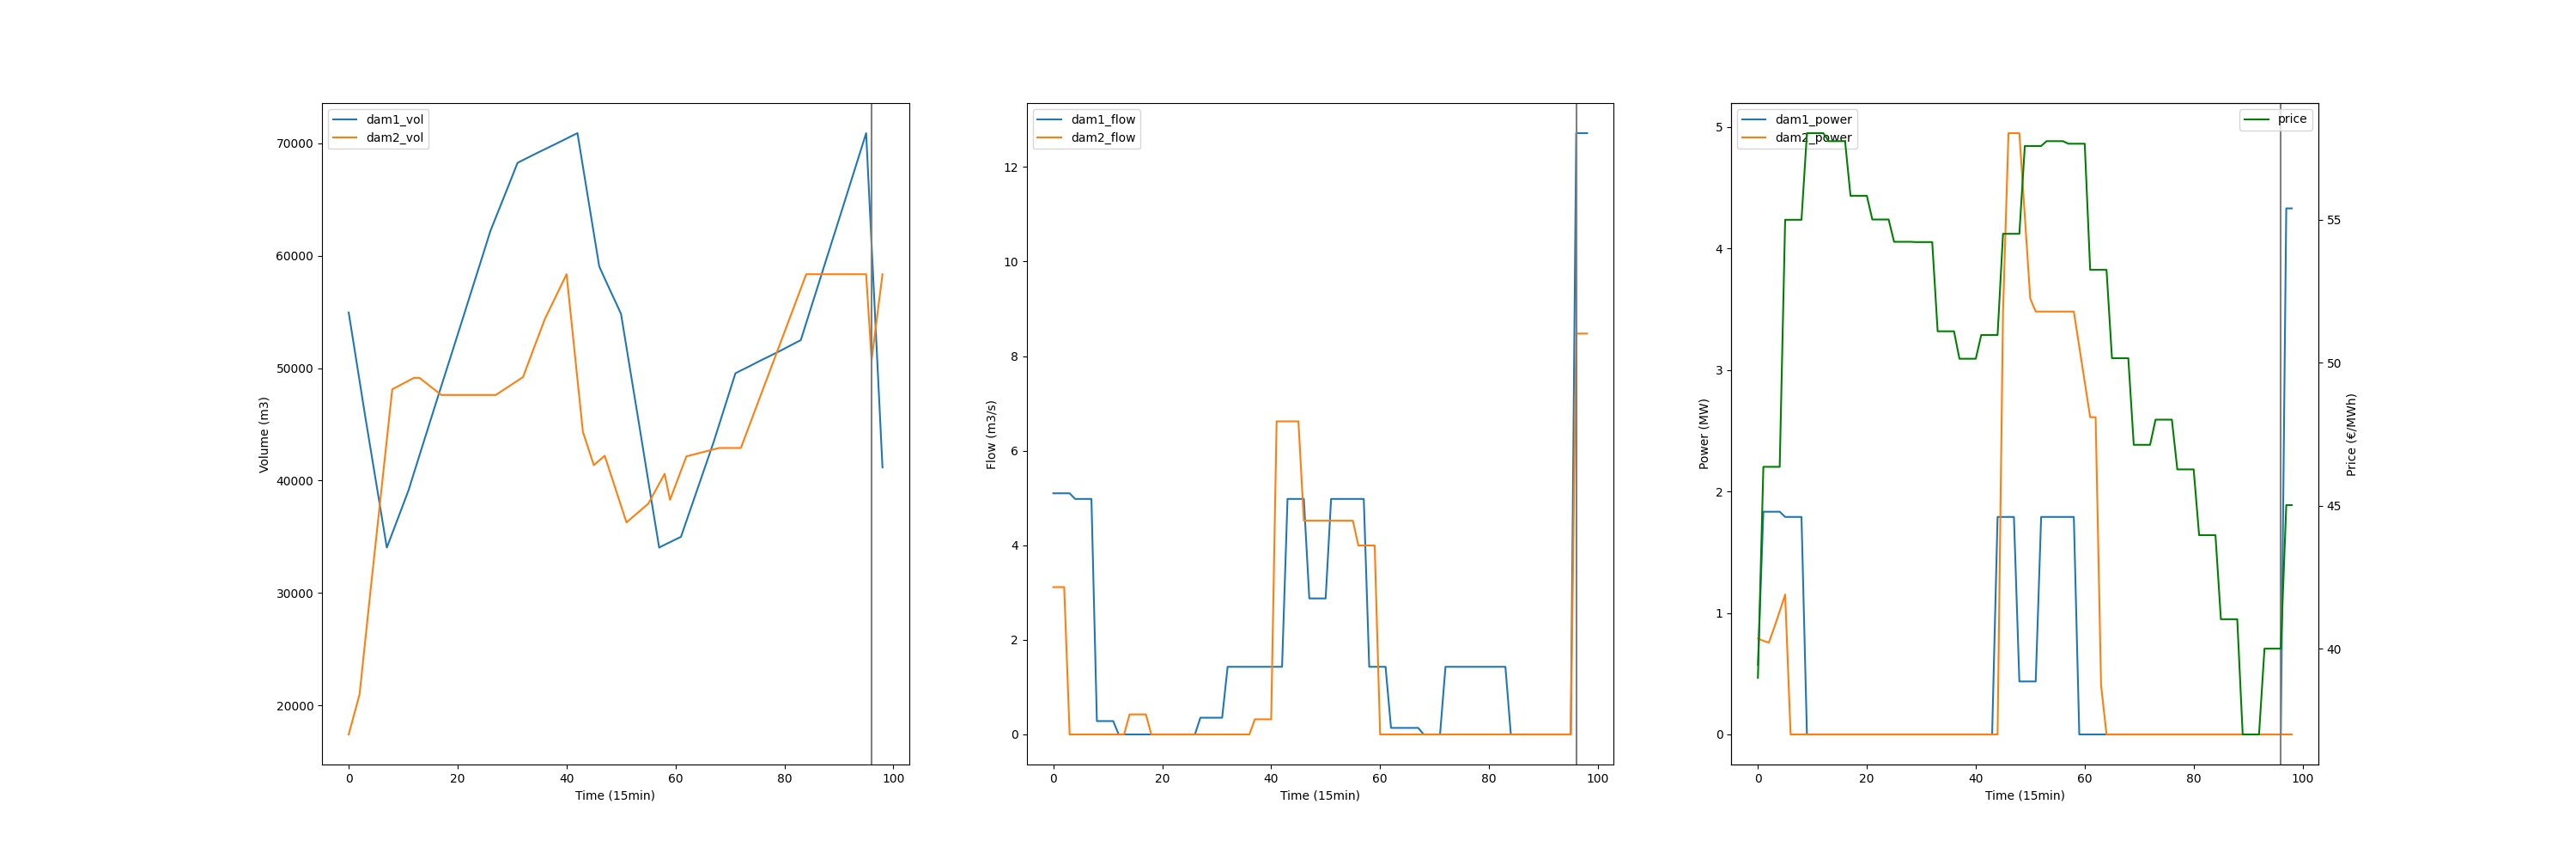 dam1_vol
dam2_vol
70000
60000
50000
40000
30000
20000
Volume (m3)
0 20 40 60 80 100
Time (15min)
dam1_flow
dam2_flow
12
10
8
6
4
2
0
Flow (m3/s)
0 20 40 60 80 100
Time (15min)
dam1_power
dam2_power
price
5
4
3
2
1
0
Power (MW)
0 20 40 60 80 100
Time (15min)
55
50
45
40
Price (€/MWh)